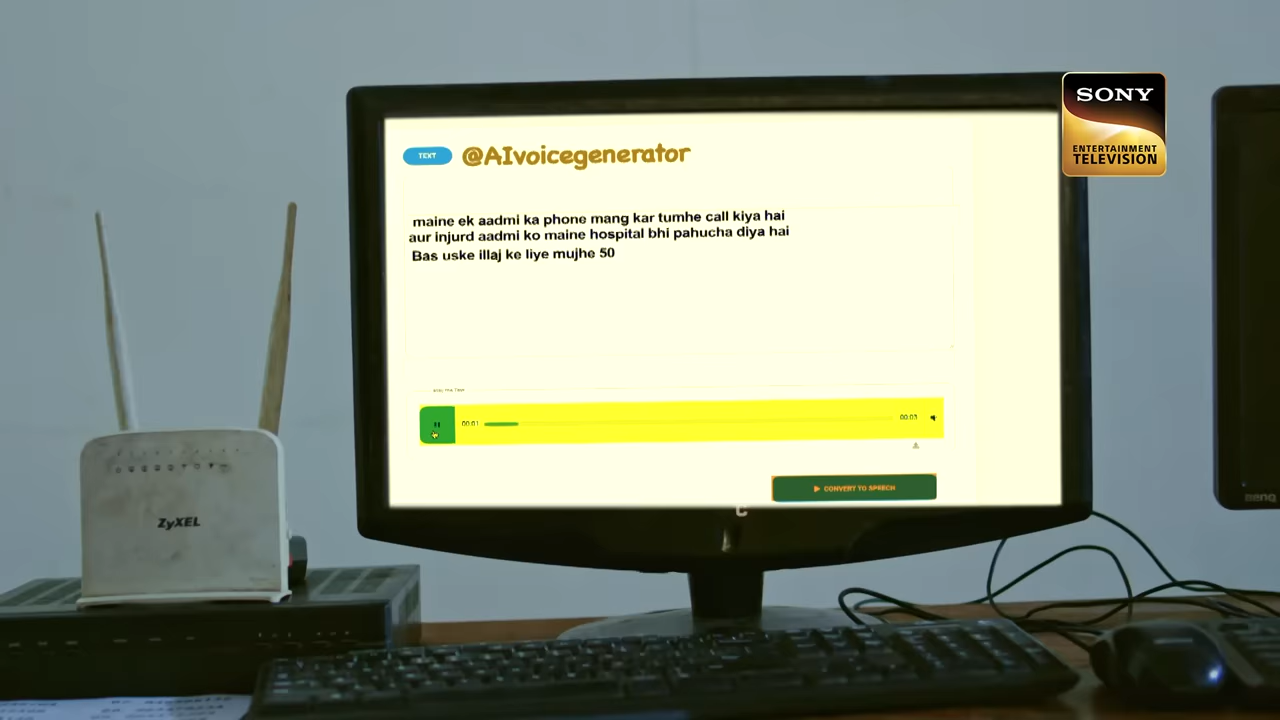 SONY
ENTERTAINMENT
TELEVISION
TEXT
@AIvoicegenerator
maine ek aadmi ka phone mang kar tumhe call kiya hai
aur injurd aadmi ko maine hospital bhi pahucha diya hai
Bas uske illaj ke liye mujhe 50
00:01
00:03
CONVERT TO SPEECH
ZyXEL
BenQ